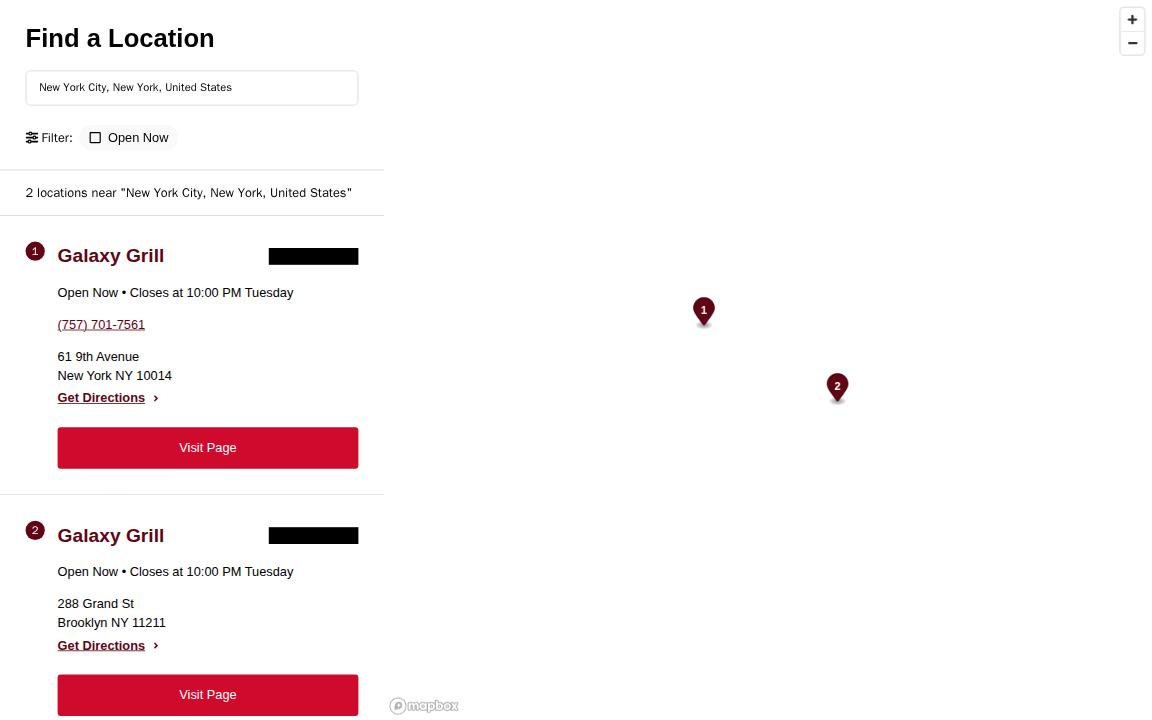 Find a Location
New York City, New York, United States
Filter:
Open Now
2 locations near "New York City, New York, United States"
1
Galaxy Grill
Open Now • Closes at 10:00 PM Tuesday
(757) 701-7561
61 9th Avenue
New York NY 10014
Get Directions
Visit Page
2
Galaxy Grill
Open Now • Closes at 10:00 PM Tuesday
288 Grand St
Brooklyn NY 11211
Get Directions
Visit Page
1
2
mapbox